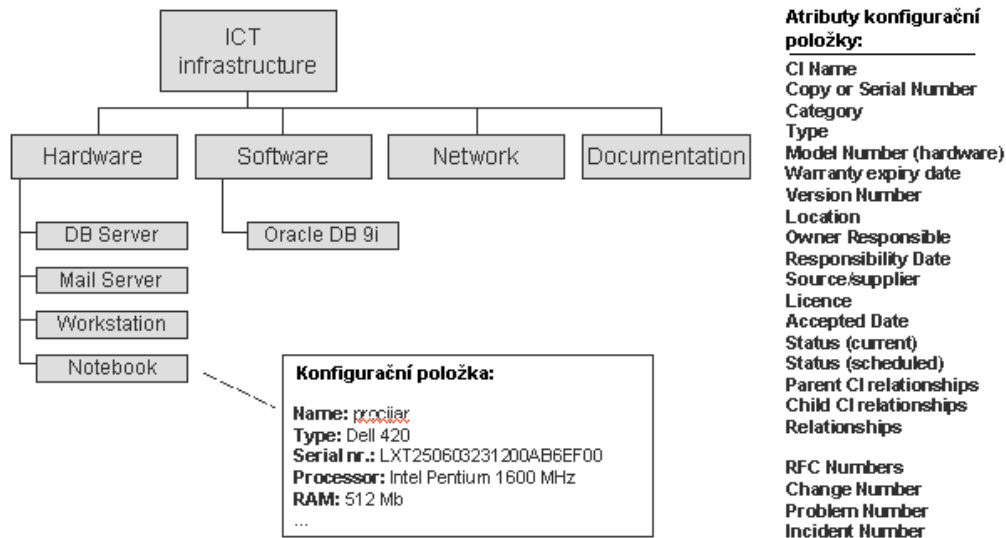 ICT
infrastructure
Hardware
Software
Network
Documentation
DB Server
Mail Server
Workstation
Notebook
Oracle DB 9i
Konfigurační položka:
Name: procijar
Type: Dell 420
Serial nr.: LXT250603231200AB6EF00
Processor: Intel Pentium 1600 MHz
RAM: 512 Mb
...
Atributy konfigurační
položky:
CI Name
Copy or Serial Number
Category
Type
Model Number (hardware)
Warranty expiry date
Version Number
Location
Owner Responsible
Responsibility Date
Source/supplier
Licence
Accepted Date
Status (current)
Status (scheduled)
Parent CI relationships
Child CI relationships
Relationships
RFC Numbers
Change Number
Problem Number
Incident Number